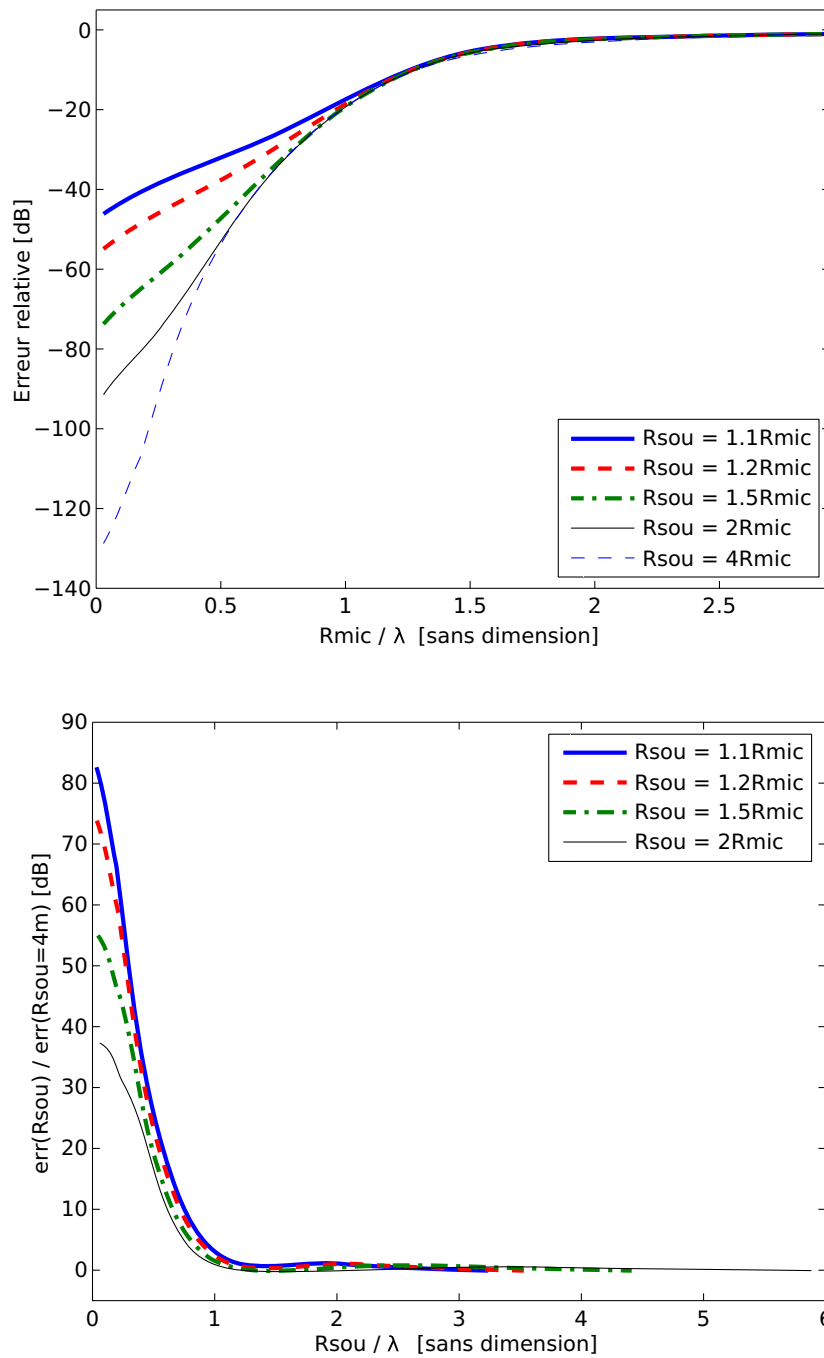 0
−20
−40
−60
−80
−100
−120
−140
Erreur relative [dB]
0
0.5
1
1.5
2
2.5
Rmic / λ [sans dimension]
Rsou = 1.1Rmic
Rsou = 1.2Rmic
Rsou = 1.5Rmic
Rsou = 2Rmic
Rsou = 4Rmic
90
80
70
60
50
40
30
20
10
0
err(Rsou) / err(Rsou=4m) [dB]
0
1
2
3
4
5
6
Rsou / λ [sans dimension]
Rsou = 1.1Rmic
Rsou = 1.2Rmic
Rsou = 1.5Rmic
Rsou = 2Rmic